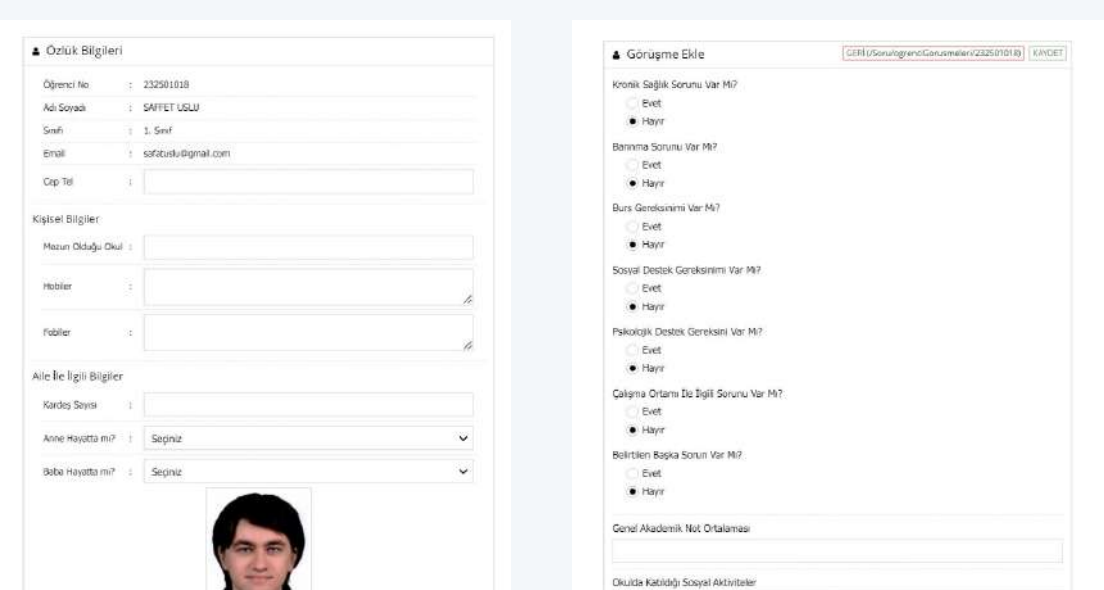 Özlük Bilgileri
Öğrenci No : 232501018
Adı Soyadı : SAFFET USLU
Sınıfı : 1. Sınıf
Email : safatuslu@gmail.com
Cep Tel :
Kişisel Bilgiler
Mezun Olduğu Okul :
Hobiler :
Fobiler :
Aile İle İlgili Bilgiler
Kardeş Sayısı :
Anne Hayatta mı? : Seçiniz
Baba Hayatta mı? : Seçiniz
Görüşme Ekle
GERİ (/Soru/ogrenciGorusmeleri/232501018) KAYDET
Kronik Sağlık Sorunu Var Mı?
Evet
Hayır
Barınma Sorunu Var Mı?
Evet
Hayır
Burs Gereksinimi Var Mı?
Evet
Hayır
Sosyal Destek Gereksinimi Var Mı?
Evet
Hayır
Psikolojik Destek Gereksini Var Mı?
Evet
Hayır
Çalışma Ortamı İle İlgili Sorunu Var Mı?
Evet
Hayır
Belirtilen Başka Sorun Var Mı?
Evet
Hayır
Genel Akademik Not Ortalaması
Okulda Katıldığı Sosyal Aktiviteler